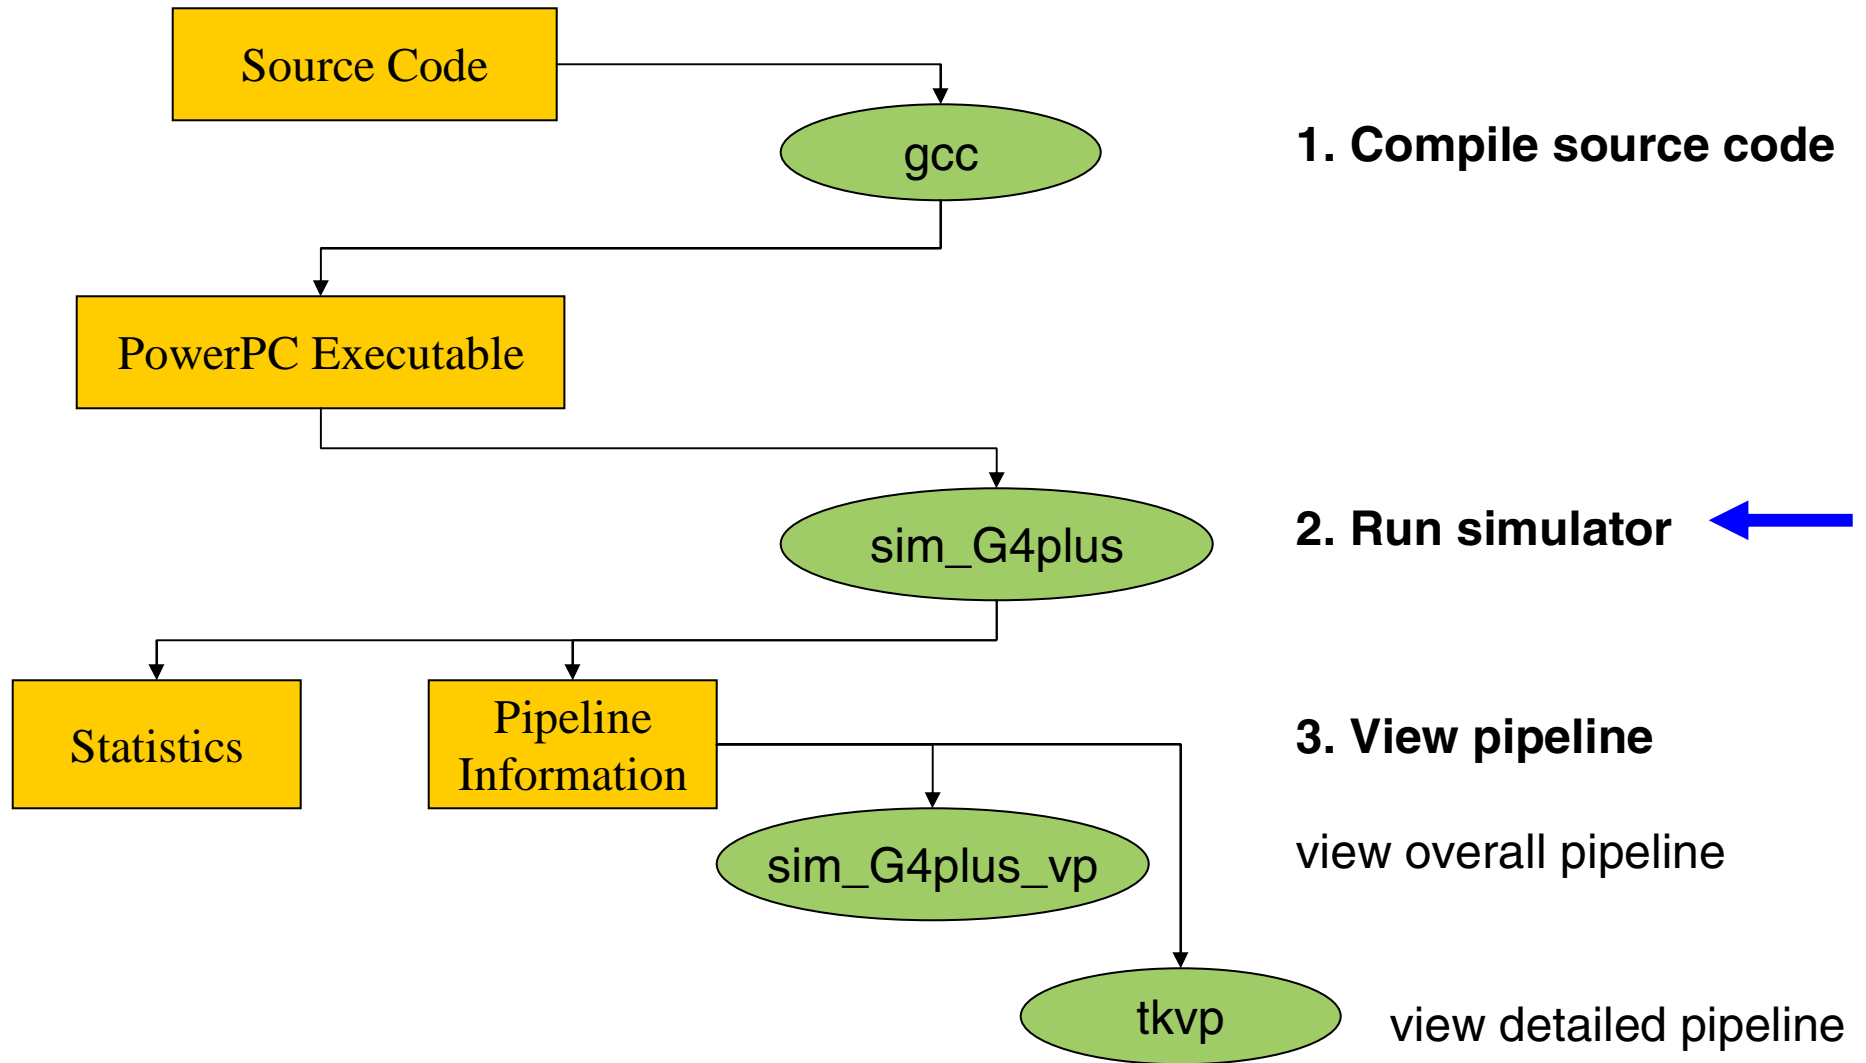 Source Code
gcc
1. Compile source code
PowerPC Executable
sim_G4plus
2. Run simulator
Statistics
Pipeline
Information
3. View pipeline
sim_G4plus_vp
view overall pipeline
tkvp
view detailed pipeline